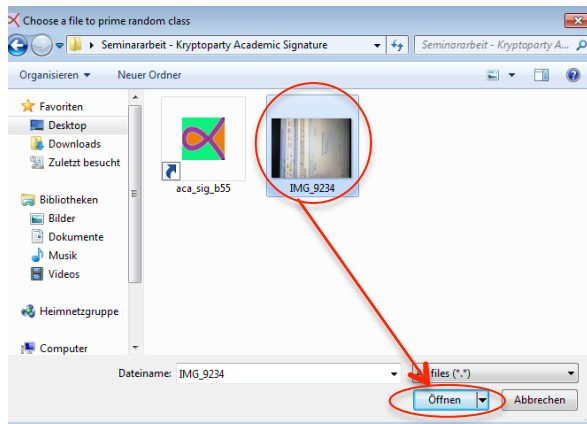 Choose a file to prime random class
Seminararbeit - Kryptoparty Academic Signature
Seminararbeit - Kryptoparty A...
Organisieren
Neuer Ordner
Favoriten
Desktop
Downloads
Zuletzt besucht
Bibliotheken
Bilder
Dokumente
Musik
Videos
Heimnetzgruppe
Computer
aca_sig_b55
IMG_9234
Dateiname: IMG_9234
files (*.*)
Öffnen
Abbrechen